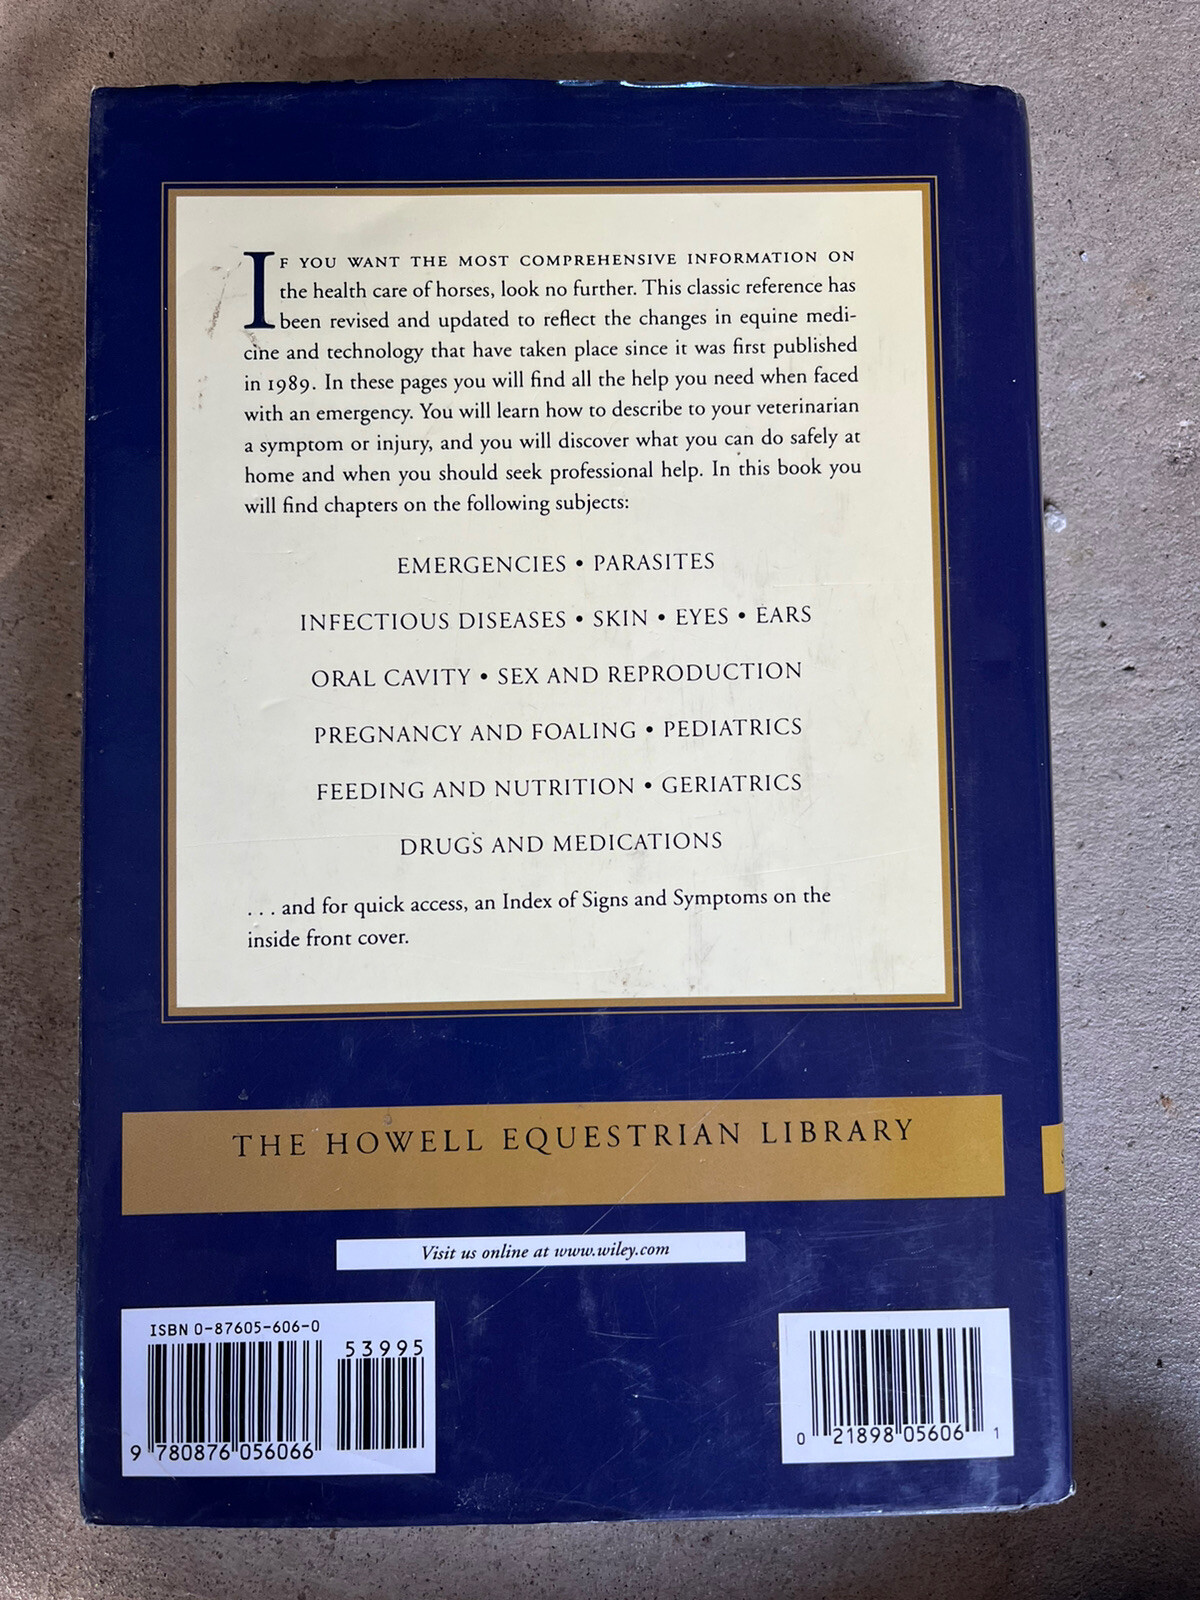 IF YOU WANT THE MOST COMPREHENSIVE INFORMATION ON
the health care of horses, look no further. This classic reference has
been revised and updated to reflect the changes in equine medi-
cine and technology that have taken place since it was first published
in 1989. In these pages you will find all the help you need when faced
with an emergency. You will learn how to describe to your veterinarian
a symptom or injury, and you will discover what you can do safely at
home and when you should seek professional help. In this book you
will find chapters on the following subjects:
EMERGENCIES • PARASITES
INFECTIOUS DISEASES • SKIN • EYES • EARS
ORAL CAVITY • SEX AND REPRODUCTION
PREGNANCY AND FOALING • PEDIATRICS
FEEDING AND NUTRITION • GERIATRICS
DRUGS AND MEDICATIONS
. . . and for quick access, an Index of Signs and Symptoms on the
inside front cover.
THE HOWELL EQUESTRIAN LIBRARY
Visit us online at www.wiley.com
ISBN 0-87605-606-0
53995
9 780876 056066
0 21898 05606 1